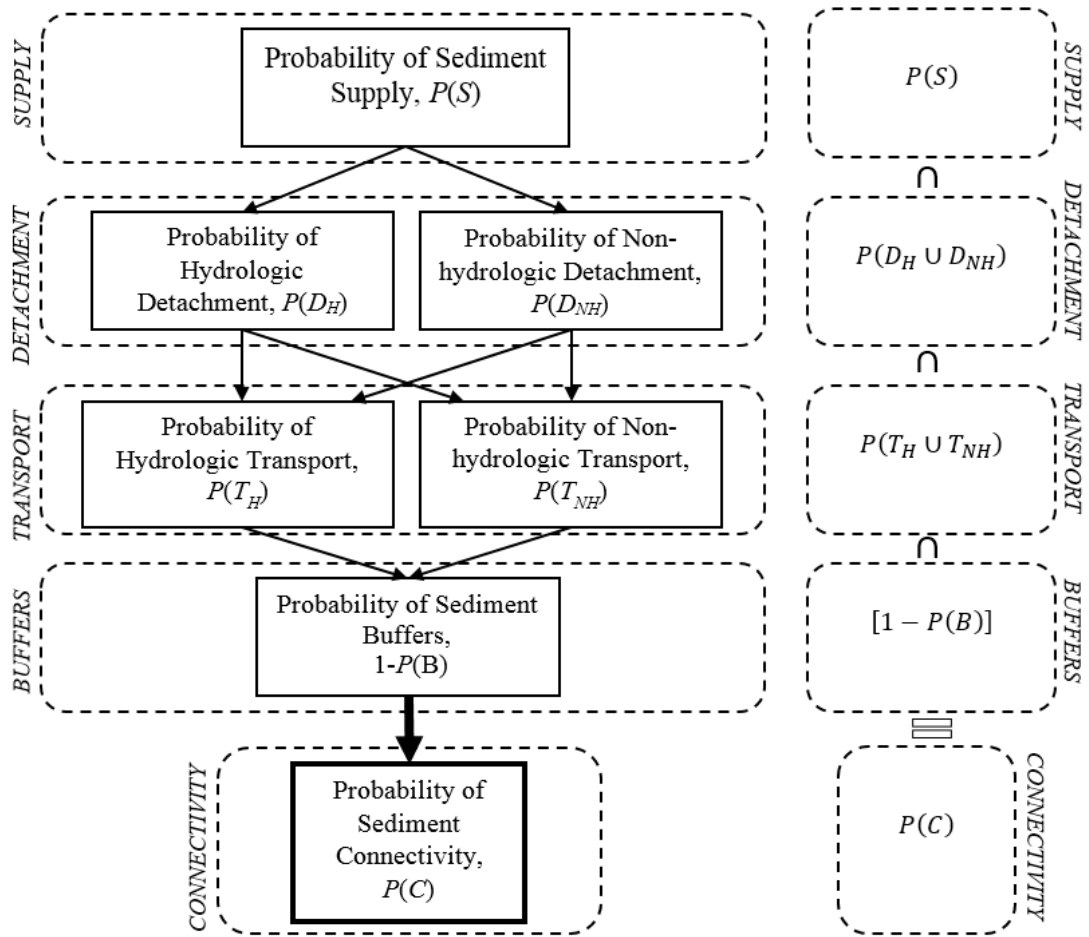 SUPPLY
Probability of Sediment
Supply, P(S)
P(S)
SUPPLY
∩
DETACHMENT
Probability of
Hydrologic
Detachment, P(D_H)
Probability of Non-
hydrologic Detachment,
P(D_NH)
P(D_H ∪ D_NH)
DETACHMENT
∩
TRANSPORT
Probability of
Hydrologic Transport,
P(T_H)
Probability of Non-
hydrologic Transport,
P(T_NH)
P(T_H ∪ T_NH)
TRANSPORT
∩
BUFFERS
Probability of Sediment
Buffers,
1-P(B)
[1 − P(B)]
BUFFERS
=
CONNECTIVITY
Probability of
Sediment
Connectivity,
P(C)
P(C)
CONNECTIVITY